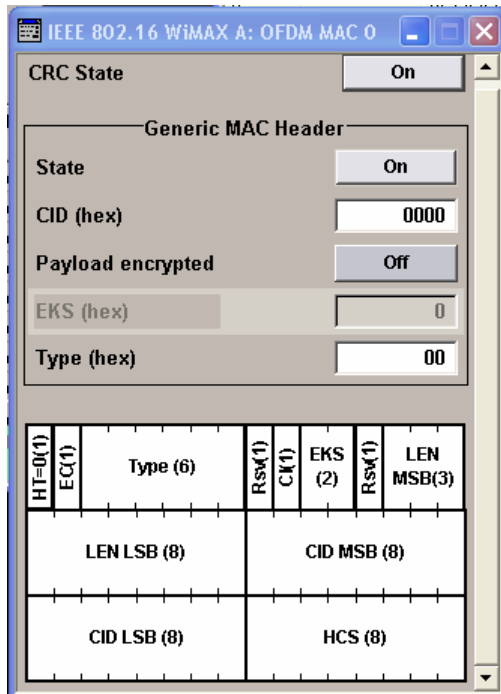 IEEE 802.16 WiMAX A: OFDM MAC 0
CRC State On
Generic MAC Header
State On
CID (hex) 0000
Payload encrypted Off
EKS (hex) 0
Type (hex) 00
HT=0(1) EC(1) Type (6) Rsv(1) CI(1) EKS (2) Rsv(1) LEN MSB(3)
LEN LSB (8) CID MSB (8)
CID LSB (8) HCS (8)